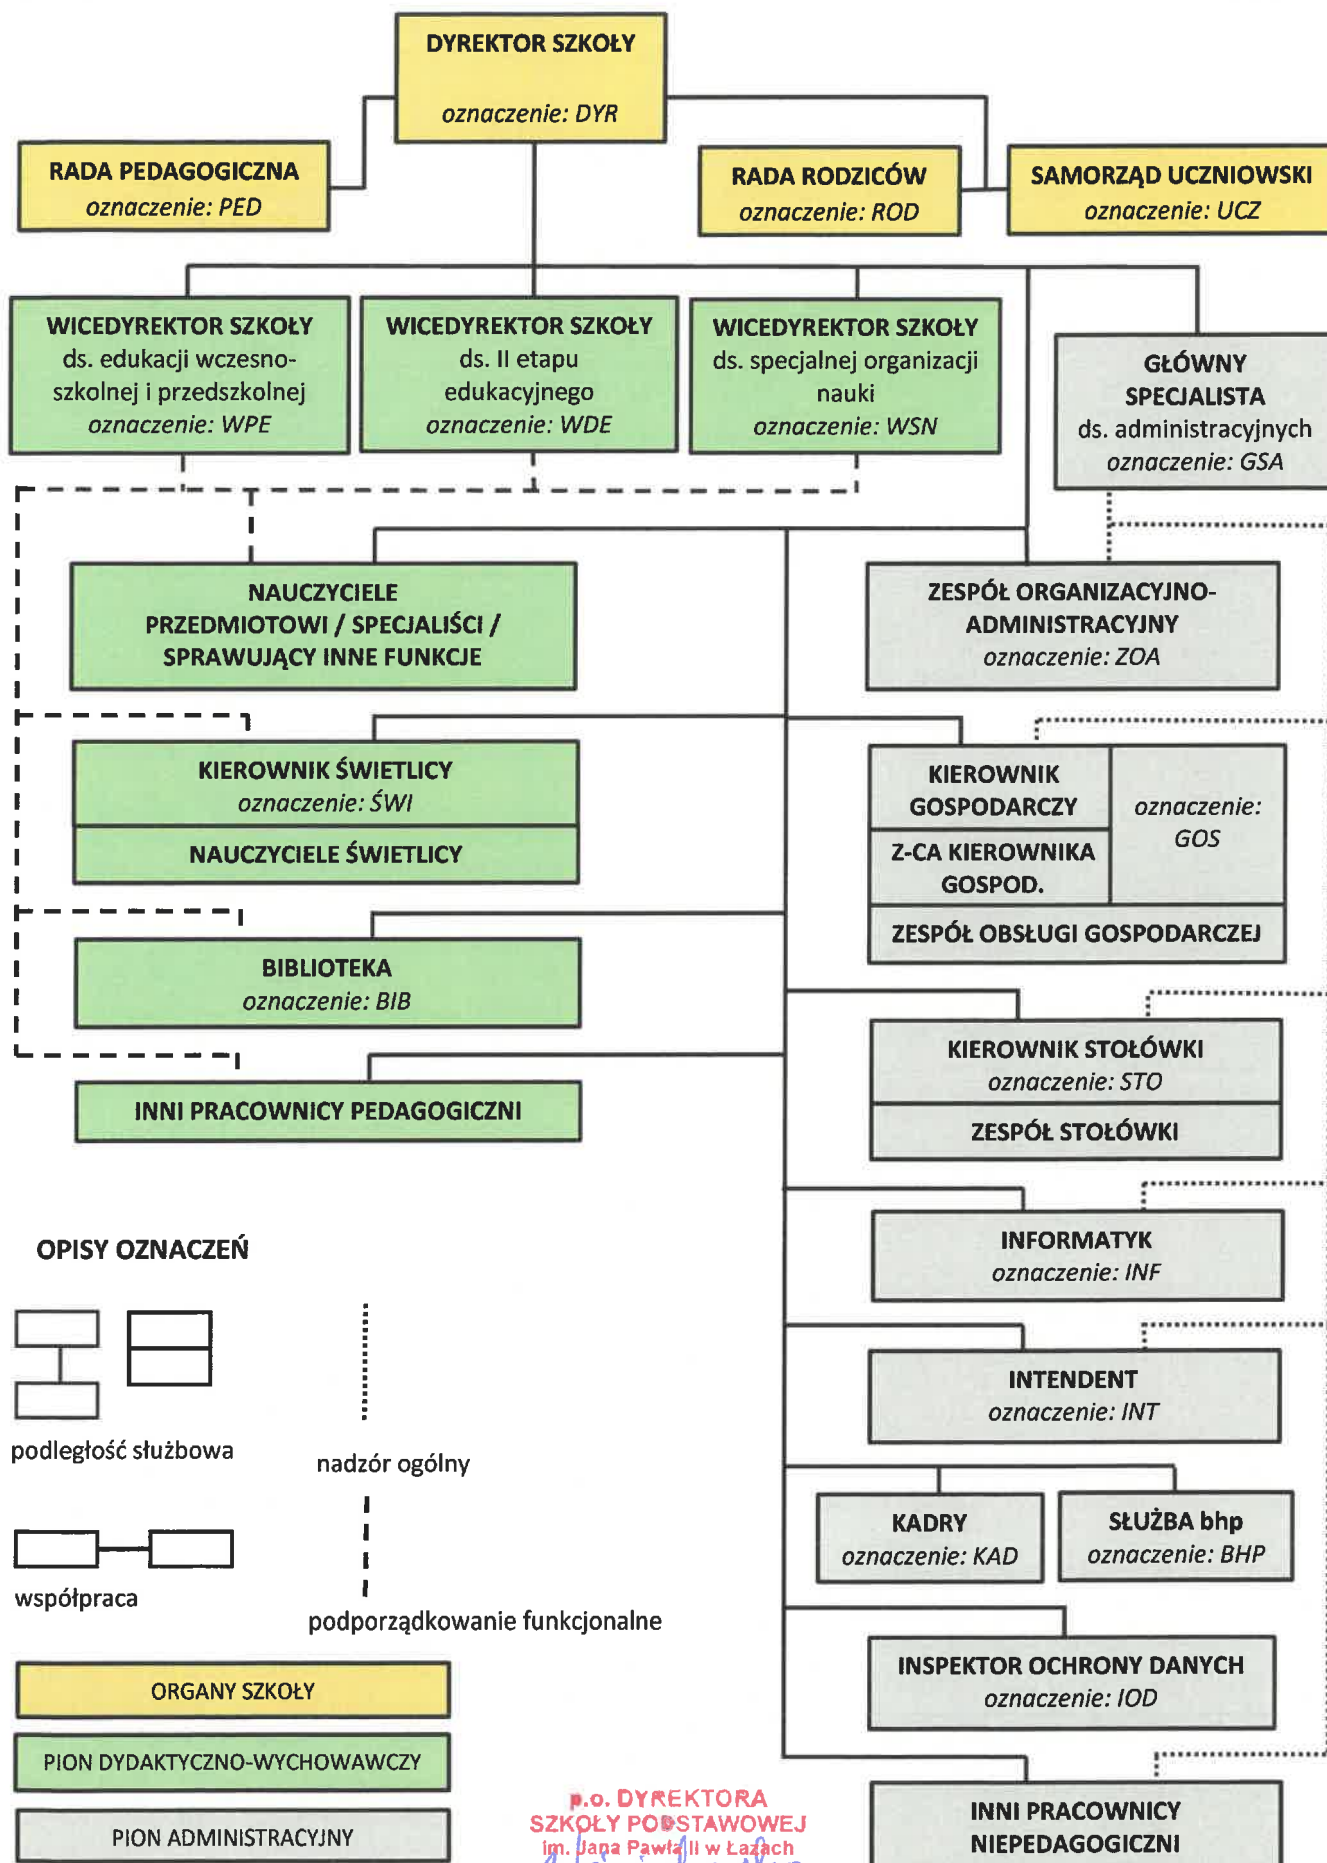 DYREKTOR SZKOŁY
oznaczenie: DYR
RADA PEDAGOGICZNA
oznaczenie: PED
RADA RODZICÓW
oznaczenie: ROD
SAMORZĄD UCZNIOWSKI
oznaczenie: UCZ
WICEDYREKTOR SZKOŁY
ds. edukacji wczesno-
szkolnej i przedszkolnej
oznaczenie: WPE
WICEDYREKTOR SZKOŁY
ds. II etapu
edukacyjnego
oznaczenie: WDE
WICEDYREKTOR SZKOŁY
ds. specjalnej organizacji
nauki
oznaczenie: WSN
GŁÓWNY
SPECJALISTA
ds. administracyjnych
oznaczenie: GSA
NAUCZYCIELE
PRZEDMIOTOWI / SPECJALIŚCI /
SPRAWUJĄCY INNE FUNKCJE
ZESPÓŁ ORGANIZACYJNO-
ADMINISTRACYJNY
oznaczenie: ZOA
KIEROWNIK ŚWIETLICY
oznaczenie: ŚWI
NAUCZYCIELE ŚWIETLICY
KIEROWNIK
GOSPODARCZY
oznaczenie:
GOS
Z-CA KIEROWNIKA
GOSPOD.
ZESPÓŁ OBSŁUGI GOSPODARCZEJ
BIBLIOTEKA
oznaczenie: BIB
KIEROWNIK STOŁÓWKI
oznaczenie: STO
ZESPÓŁ STOŁÓWKI
INNI PRACOWNICY PEDAGOGICZNI
INFORMATYK
oznaczenie: INF
INTENDENT
oznaczenie: INT
KADRY
oznaczenie: KAD
SŁUŻBA bhp
oznaczenie: BHP
INSPEKTOR OCHRONY DANYCH
oznaczenie: IOD
INNI PRACOWNICY
NIEPEDAGOGICZNI
OPISY OZNACZEŃ
podległość służbowa
nadzór ogólny
współpraca
podporządkowanie funkcjonalne
ORGANY SZKOŁY
PION DYDAKTYCZNO-WYCHOWAWCZY
PION ADMINISTRACYJNY
p.o. DYREKTORA
SZKOŁY PODSTAWOWEJ
im. Jana Pawła II w Łazach